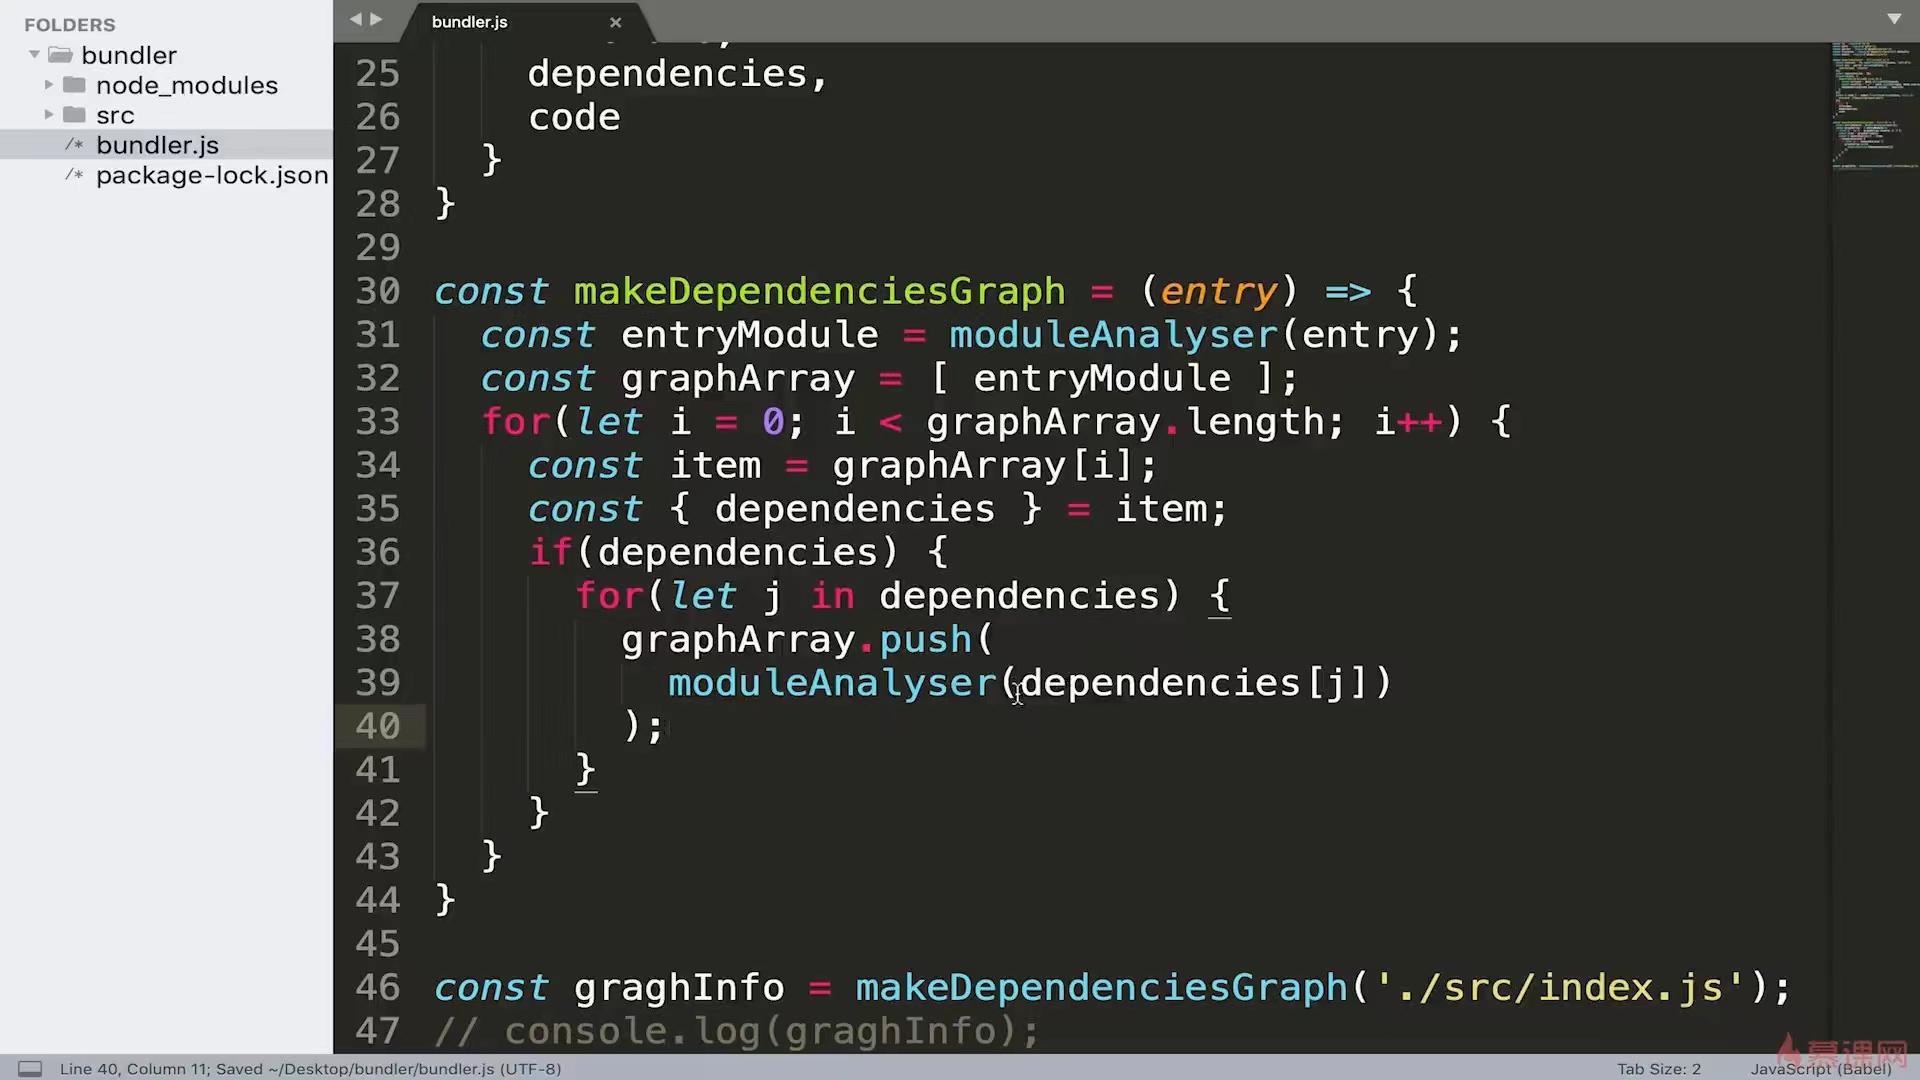 FOLDERS
bundler
node_modules
src
/* bundler.js
/* package-lock.json
bundler.js ×
25 dependencies,
26 code
27 }
28 }
29
30 const makeDependenciesGraph = (entry) => {
31 const entryModule = moduleAnalyser(entry);
32 const graphArray = [ entryModule ];
33 for(let i = 0; i < graphArray.length; i++) {
34 const item = graphArray[i];
35 const { dependencies } = item;
36 if(dependencies) {
37 for(let j in dependencies) {
38 graphArray.push(
39 moduleAnalyser(dependencies[j])
40 );
41 }
42 }
43 }
44 }
45
46 const graghInfo = makeDependenciesGraph('./src/index.js');
47 // console.log(graghInfo);
Line 40, Column 11; Saved ~/Desktop/bundler/bundler.js (UTF-8)
Tab Size: 2
JavaScript (Babel)
慕课网